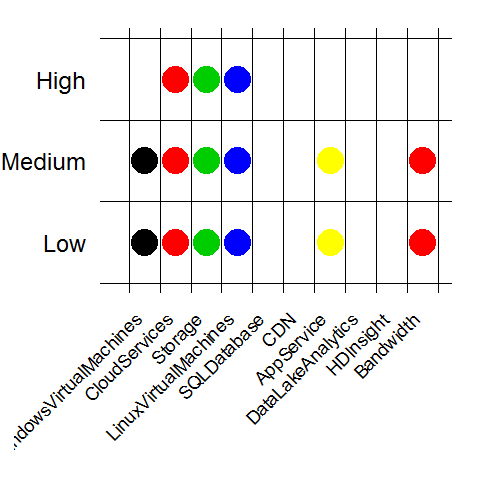 High
Medium
Low
ndowsVirtualMachines
CloudServices
Storage
LinuxVirtualMachines
SQLDatabase
CDN
AppService
DataLakeAnalytics
HDInsight
Bandwidth